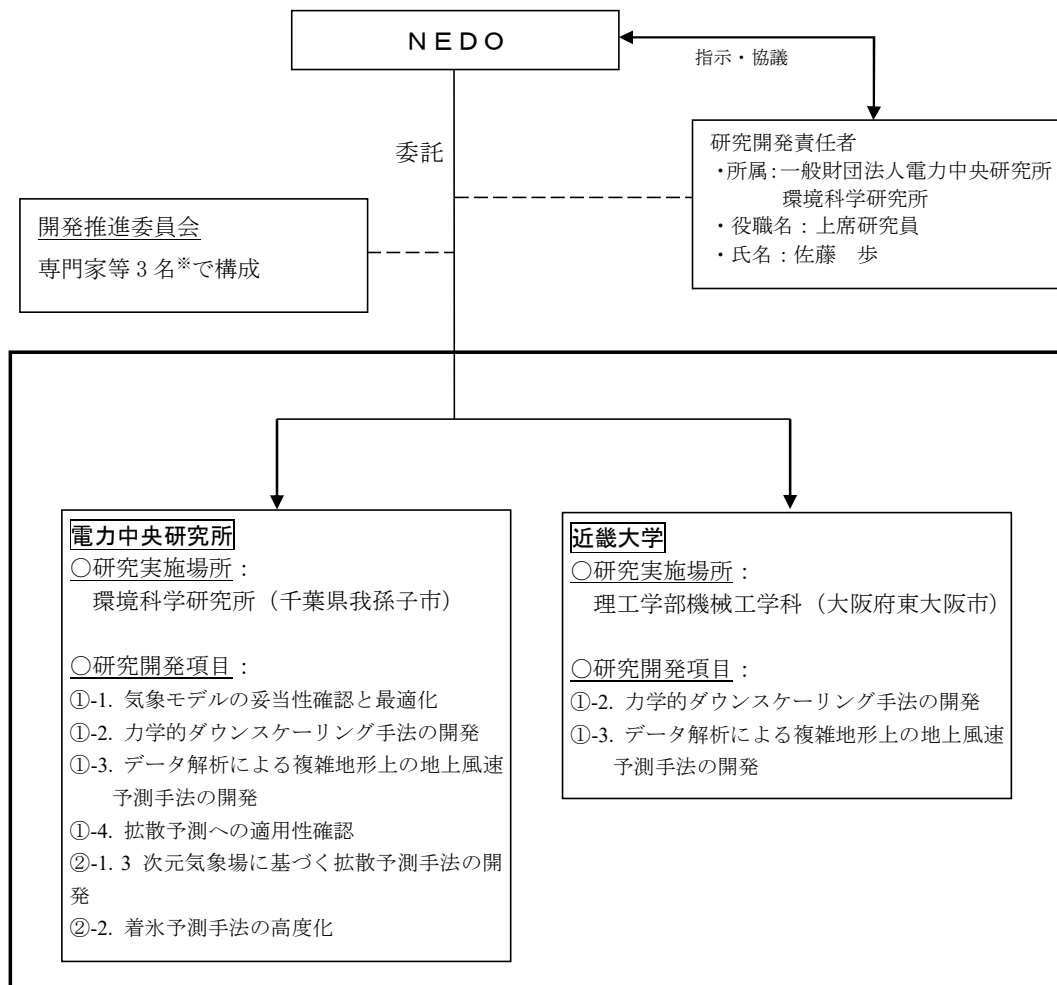 ＮＥＤＯ
指示・協議
委託
研究開発責任者
・所属：一般財団法人電力中央研究所
環境科学研究所
・役職名：上席研究員
・氏名：佐藤　歩
開発推進委員会
専門家等 3 名※で構成
電力中央研究所
○研究実施場所：
環境科学研究所（千葉県我孫子市）
○研究開発項目：
①-1. 気象モデルの妥当性確認と最適化
①-2. 力学的ダウンスケーリング手法の開発
①-3. データ解析による複雑地形上の地上風速
予測手法の開発
①-4. 拡散予測への適用性確認
②-1. 3 次元気象場に基づく拡散予測手法の開
発
②-2. 着氷予測手法の高度化
近畿大学
○研究実施場所：
理工学部機械工学科（大阪府東大阪市）
○研究開発項目：
①-2. 力学的ダウンスケーリング手法の開発
①-3. データ解析による複雑地形上の地上風速
予測手法の開発